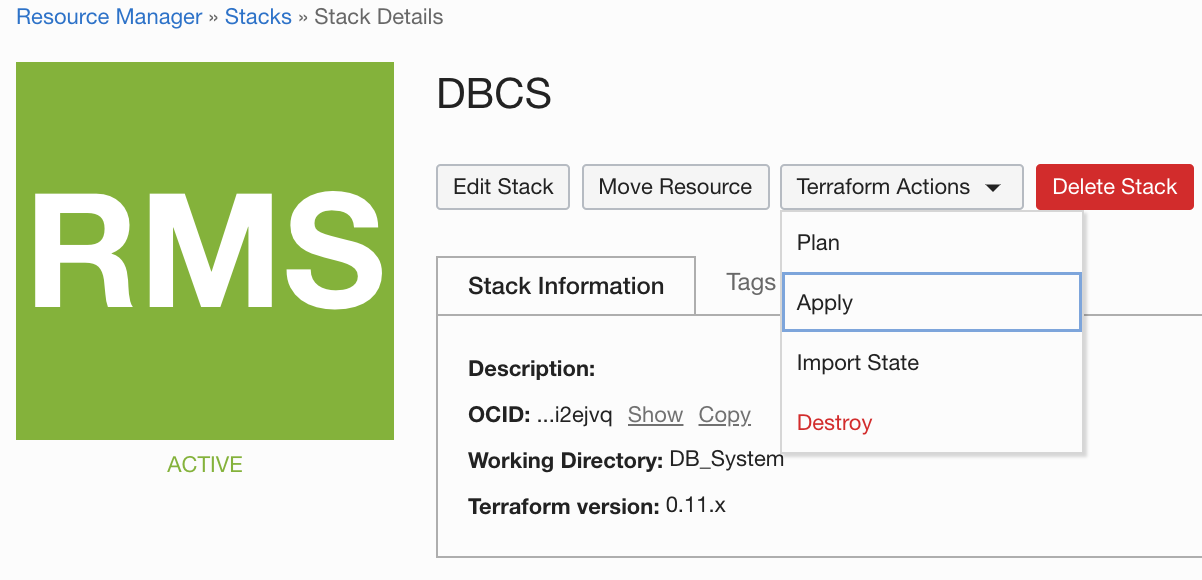 Resource Manager » Stacks » Stack Details
RMS
ACTIVE
DBCS
Edit Stack Move Resource Terraform Actions Delete Stack
Plan
Apply
Import State
Destroy
Stack Information Tags
Description:
OCID: ...i2ejvq Show Copy
Working Directory: DB_System
Terraform version: 0.11.x